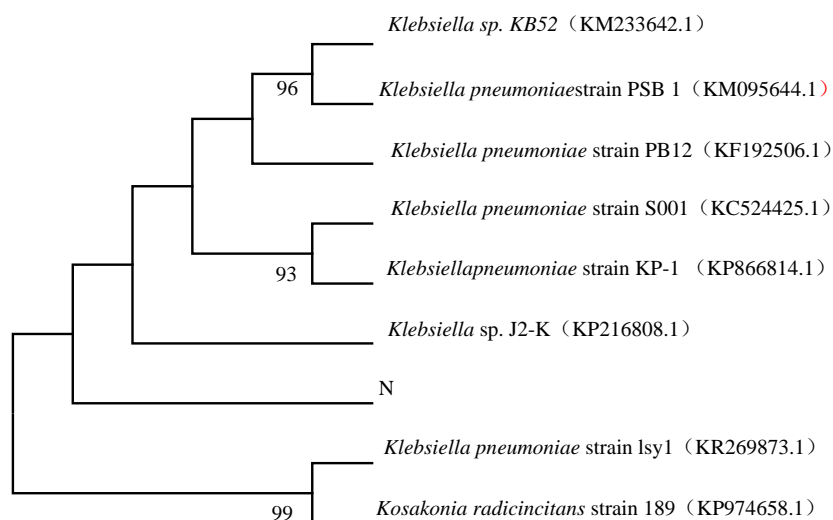 Klebsiella sp. KB52（KM233642.1）
96
Klebsiella pneumoniaestrain PSB 1（KM095644.1）
Klebsiella pneumoniae strain PB12（KF192506.1）
Klebsiella pneumoniae strain S001（KC524425.1）
93
Klebsiellapneumoniae strain KP-1 （KP866814.1）
Klebsiella sp. J2-K（KP216808.1）
N
Klebsiella pneumoniae strain lsy1（KR269873.1）
99
Kosakonia radicincitans strain 189（KP974658.1）